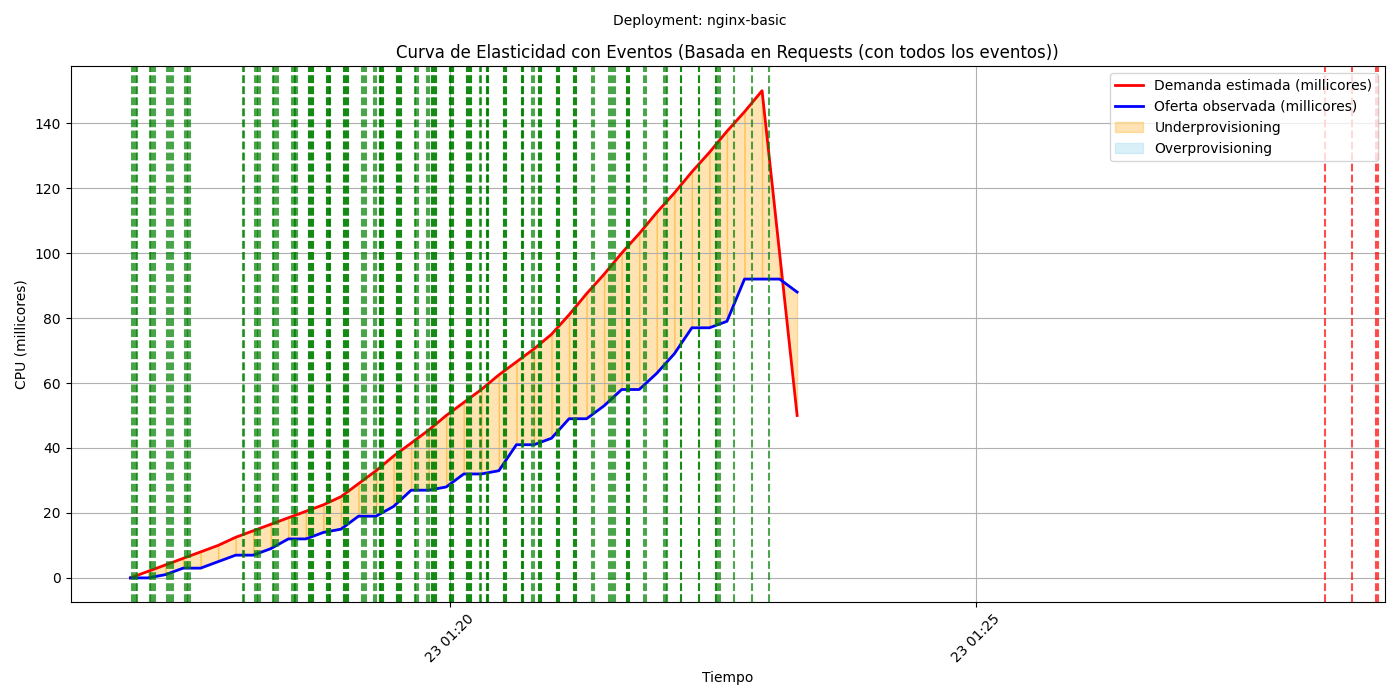 Deployment: nginx-basic
Curva de Elasticidad con Eventos (Basada en Requests (con todos los eventos))
Demanda estimada (millicores)
Oferta observada (millicores)
Underprovisioning
Overprovisioning
CPU (millicores)
140
120
100
80
60
40
20
0
23 01:20
23 01:25
Tiempo